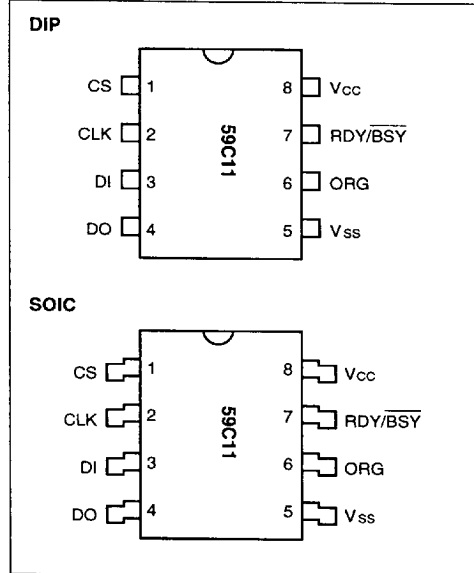 DIP
CS 1 8 Vcc
CLK 2 7 RDY/BSY
DI 3 6 ORG
DO 4 5 Vss
59C11
SOIC
CS 1 8 Vcc
CLK 2 7 RDY/BSY
DI 3 6 ORG
DO 4 5 Vss
59C11